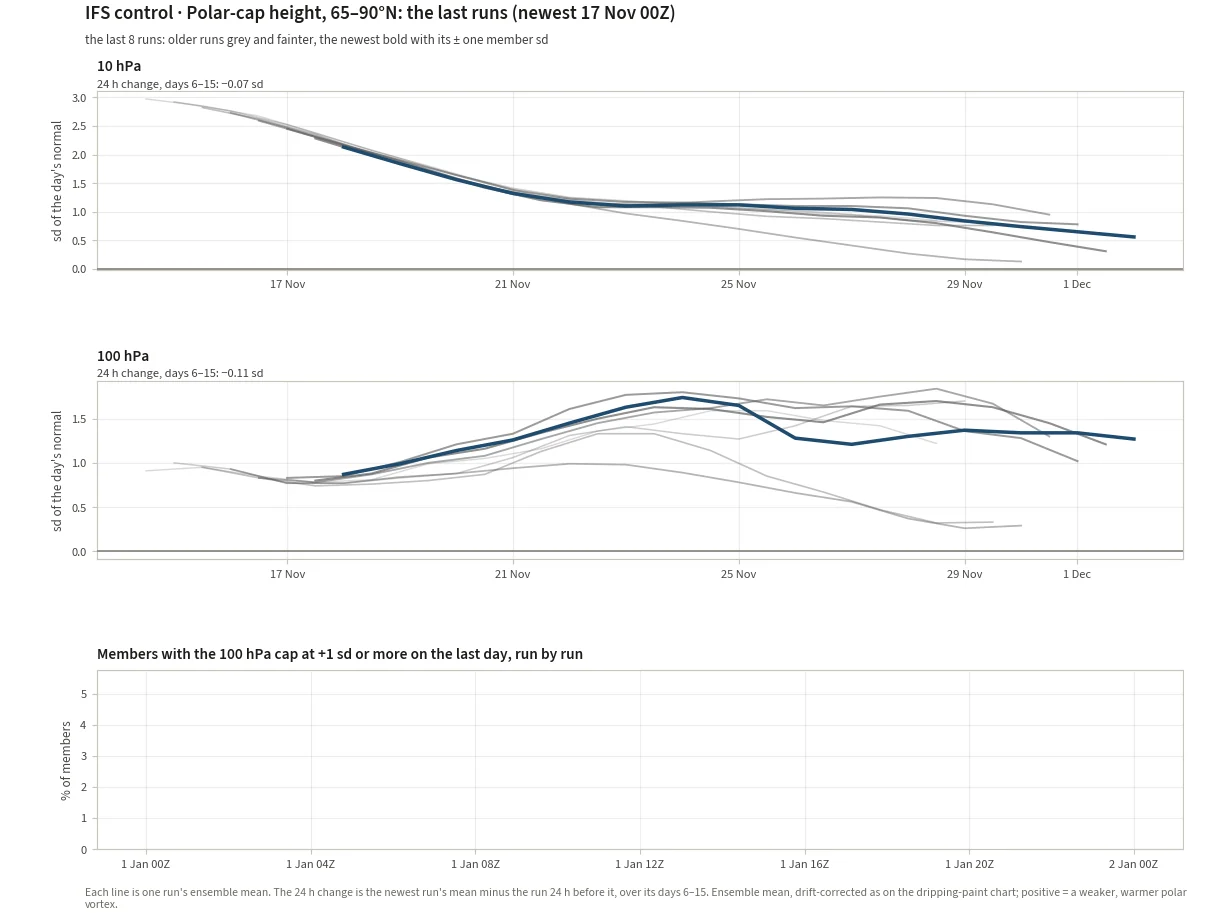 IFS control · Polar-cap height, 65–90°N: the last runs (newest 17 Nov 00Z)
the last 8 runs: older runs grey and fainter, the newest bold with its ± one member sd
10 hPa
24 h change, days 6–15: −0.07 sd
sd of the day's normal
3.0
2.5
2.0
1.5
1.0
0.5
0.0
17 Nov
21 Nov
25 Nov
29 Nov
1 Dec
100 hPa
24 h change, days 6–15: −0.11 sd
sd of the day's normal
1.5
1.0
0.5
0.0
17 Nov
21 Nov
25 Nov
29 Nov
1 Dec
Members with the 100 hPa cap at +1 sd or more on the last day, run by run
% of members
5
4
3
2
1
0
1 Jan 00Z
1 Jan 04Z
1 Jan 08Z
1 Jan 12Z
1 Jan 16Z
1 Jan 20Z
2 Jan 00Z
Each line is one run's ensemble mean. The 24 h change is the newest run's mean minus the run 24 h before it, over its days 6–15. Ensemble mean, drift-corrected as on the dripping-paint chart; positive = a weaker, warmer polar
vortex.